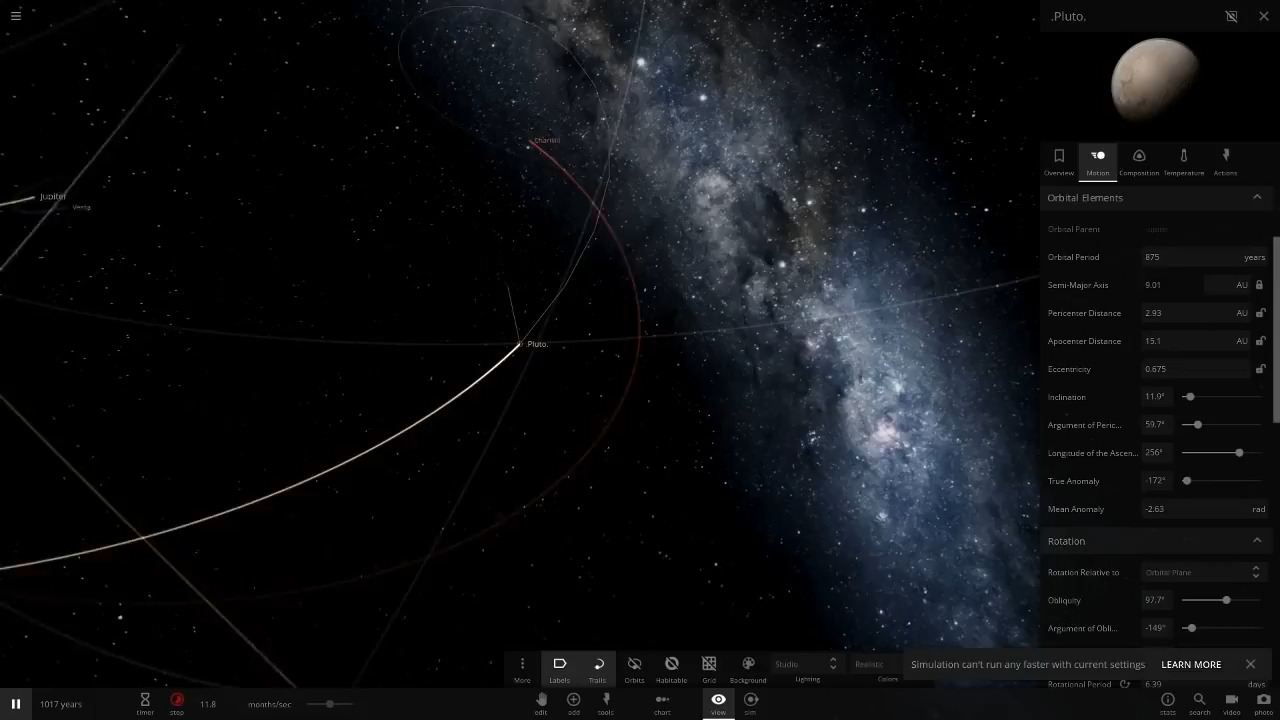 .Pluto.
Overview
Motion
Composition
Temperature
Actions
Orbital Elements
Orbital Parent
Orbital Period 875 years
Semi-Major Axis 9.01 AU
Pericenter Distance 2.93 AU
Apocenter Distance 15.1 AU
Eccentricity 0.675
Inclination 11.9°
Argument of Peric... 59.7°
Longitude of the Ascen... 256°
True Anomaly -172°
Mean Anomaly -2.63 rad
Rotation
Rotation Relative to Orbital Plane
Obliquity 97.7°
Argument of Obli... -149°
Rotational Period 6.39 days
Jupiter
Vesta
.Pluto.
Simulation can't run any faster with current settings LEARN MORE
More
Labels
Trails
Orbits
Habitable
Grid
Background
Studio
Lighting
Realistic
Colors
1017 years
timer
step
11.8 months/sec
edit
add
tools
chart
view
sim
stats
search
video
photo